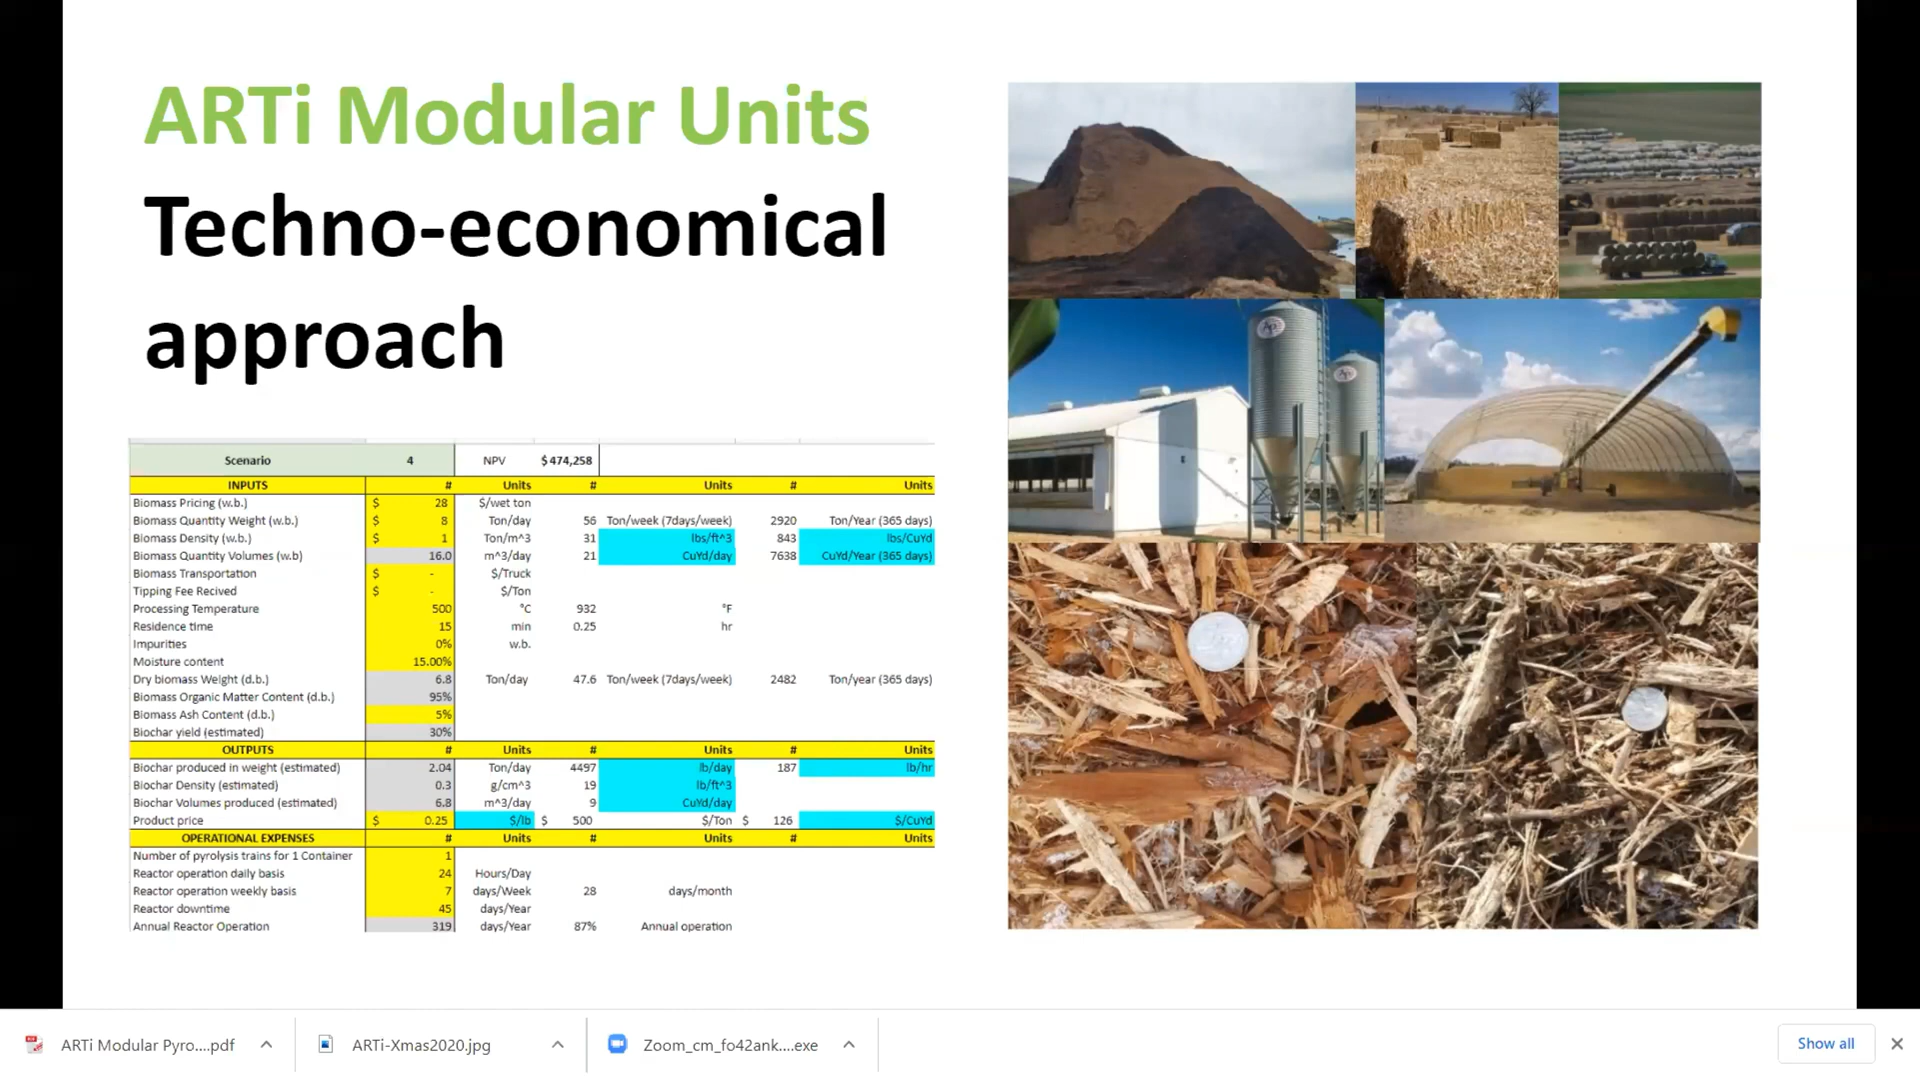 ARTi Modular Units
Techno-economical
approach
Scenario 4 NPV $ 474,258
INPUTS # Units # Units # Units
Biomass Pricing (w.b.) $ 28 $/wet ton
Biomass Quantity Weight (w.b.) $ 8 Ton/day 56 Ton/week (7days/week) 2920 Ton/Year (365 days)
Biomass Density (w.b.) $ 1 Ton/m^3 31 lbs/ft^3 843 lbs/CuYd
Biomass Quantity Volumes (w.b) 16.0 m^3/day 21 CuYd/day 7638 CuYd/Year (365 days)
Biomass Transportation $ - $/Truck
Tipping Fee Recived $ - $/Ton
Processing Temperature 500 °C 932 °F
Residence time 15 min 0.25 hr
Impurities 0% w.b.
Moisture content 15.00%
Dry biomass Weight (d.b.) 6.8 Ton/day 47.6 Ton/week (7days/week) 2482 Ton/year (365 days)
Biomass Organic Matter Content (d.b.) 95%
Biomass Ash Content (d.b.) 5%
Biochar yield (estimated) 30%
OUTPUTS # Units # Units # Units
Biochar produced in weight (estimated) 2.04 Ton/day 4497 lb/day 187 lb/hr
Biochar Density (estimated) 0.3 g/cm^3 19 lb/ft^3
Biochar Volumes produced (estimated) 6.8 m^3/day 9 CuYd/day
Product price $ 0.25 $/lb $ 500 $/Ton $ 126 $/CuYd
OPERATIONAL EXPENSES # Units # Units # Units
Number of pyrolysis trains for 1 Container 1
Reactor operation daily basis 24 Hours/Day
Reactor operation weekly basis 7 days/Week 28 days/month
Reactor downtime 45 days/Year
Annual Reactor Operation 319 days/Year 87% Annual operation
ARTi Modular Pyro....pdf
ARTi-Xmas2020.jpg
Zoom_cm_fo42ank....exe
Show all